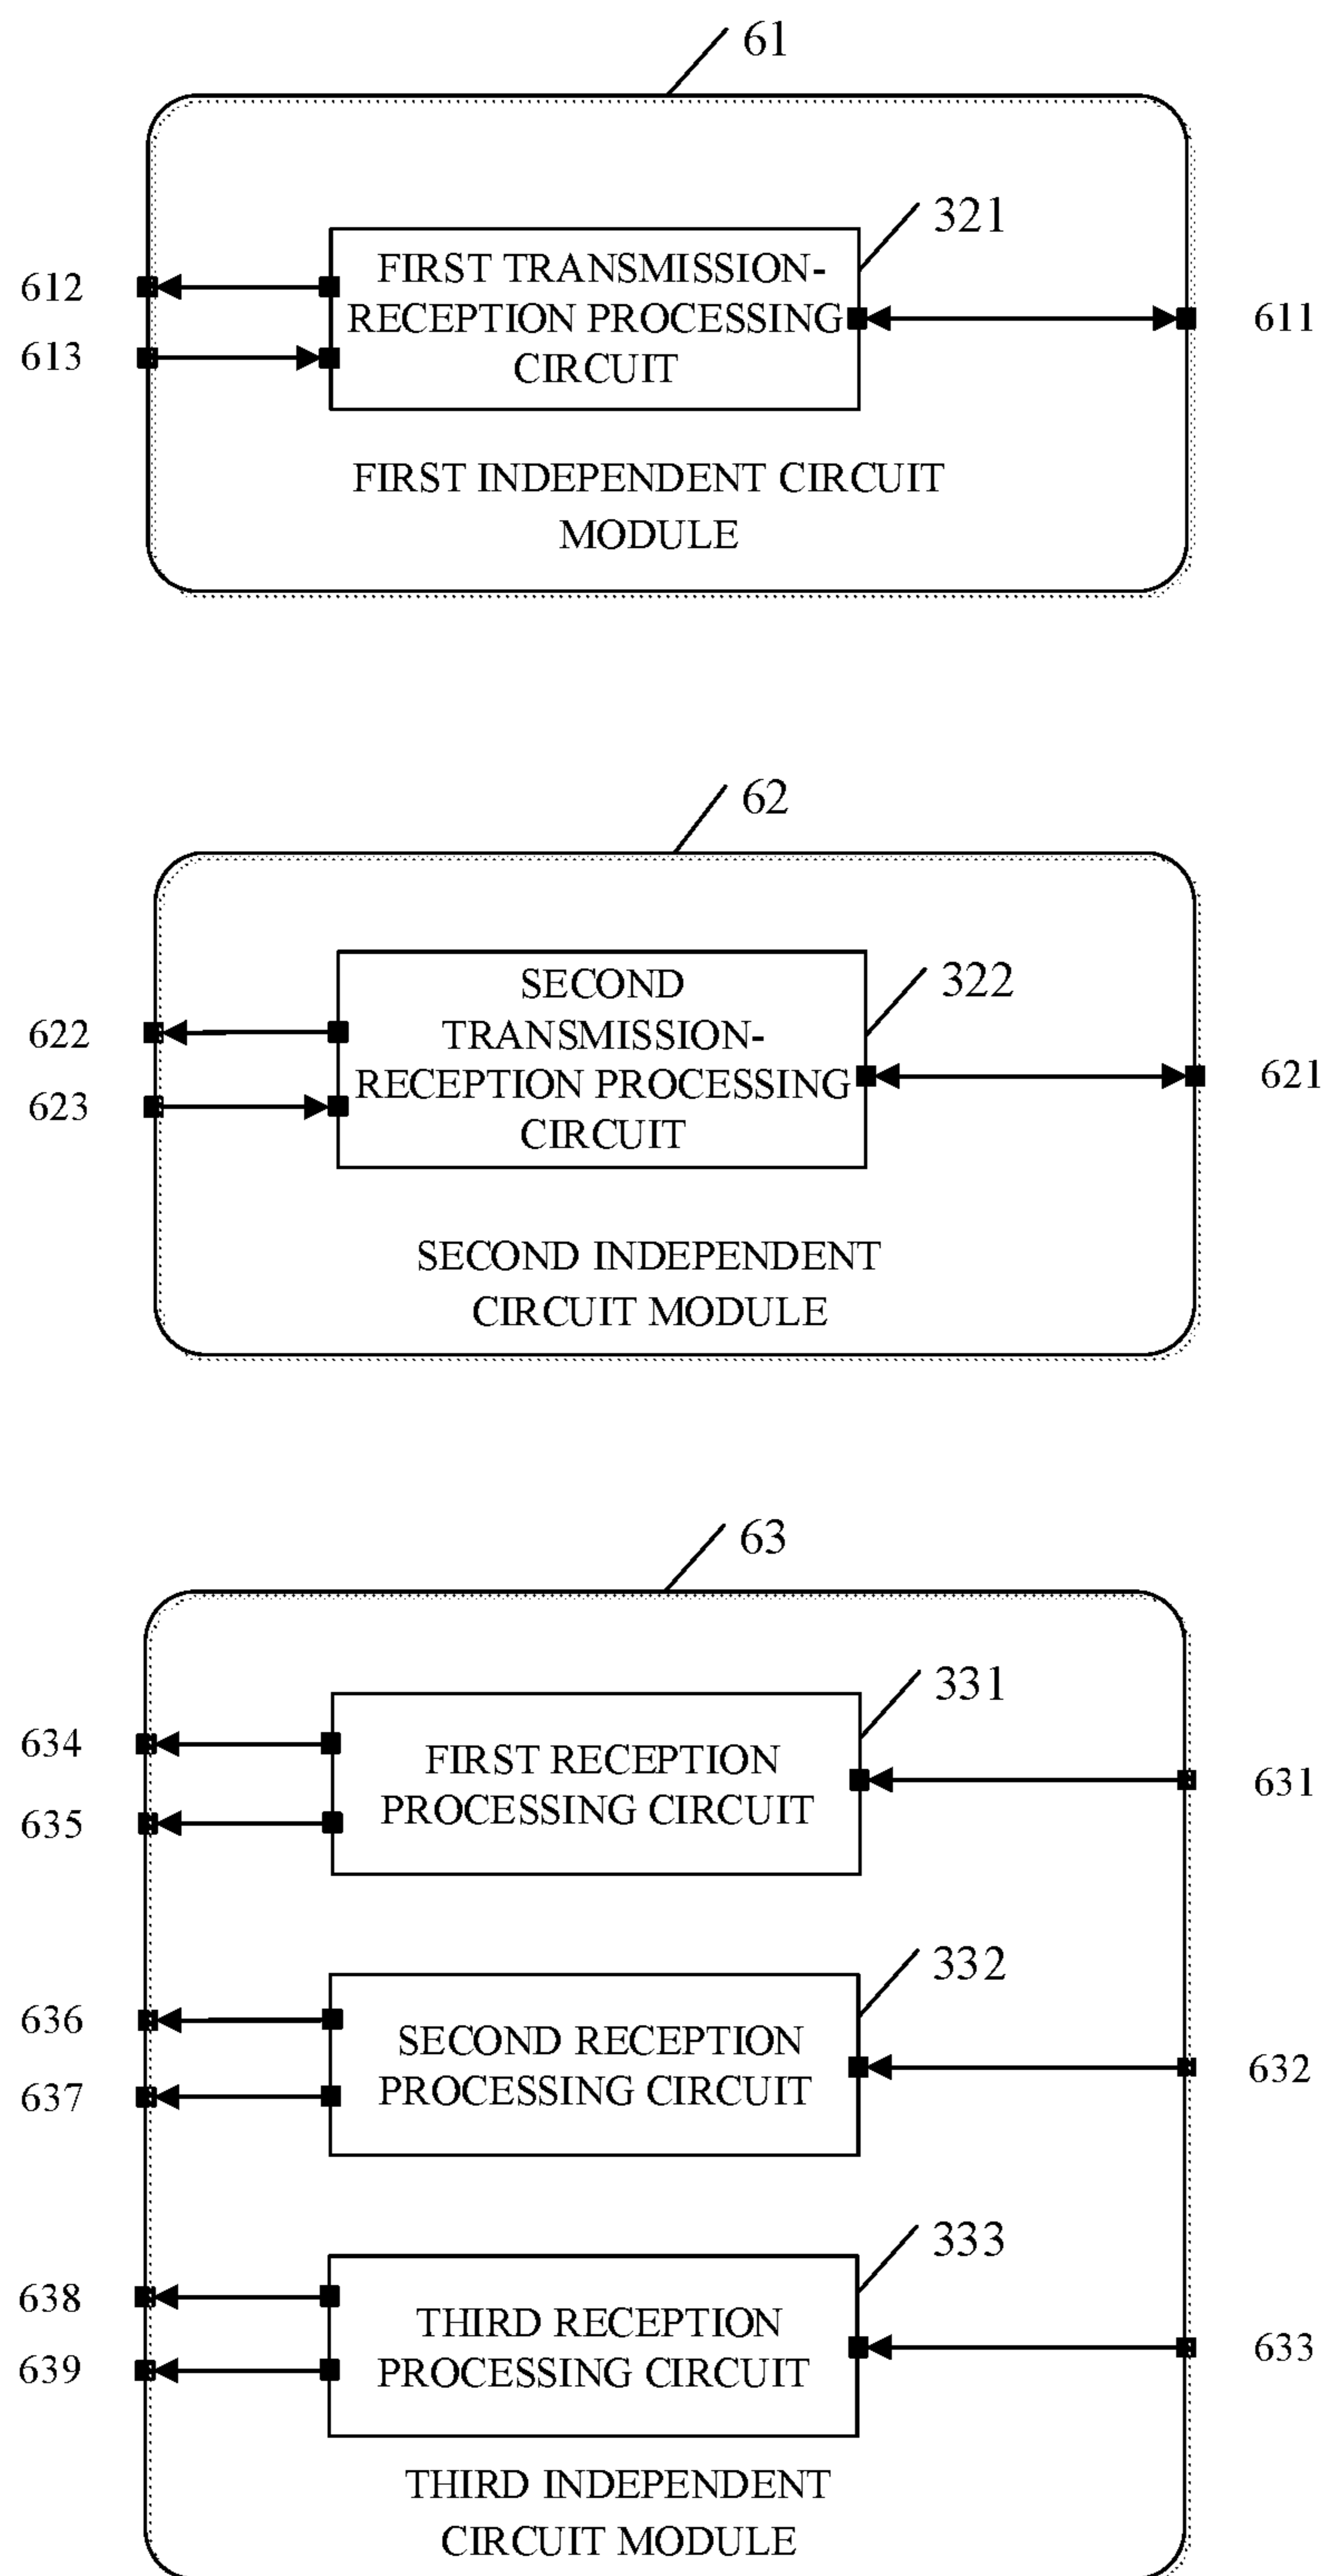 61
321
FIRST TRANSMISSION-
RECEPTION PROCESSING
CIRCUIT
612
613
611
FIRST INDEPENDENT CIRCUIT
MODULE
62
322
SECOND
TRANSMISSION-
RECEPTION PROCESSING
CIRCUIT
622
623
621
SECOND INDEPENDENT
CIRCUIT MODULE
63
331
634
635
FIRST RECEPTION
PROCESSING CIRCUIT
631
332
636
637
SECOND RECEPTION
PROCESSING CIRCUIT
632
333
638
639
THIRD RECEPTION
PROCESSING CIRCUIT
633
THIRD INDEPENDENT
CIRCUIT MODULE